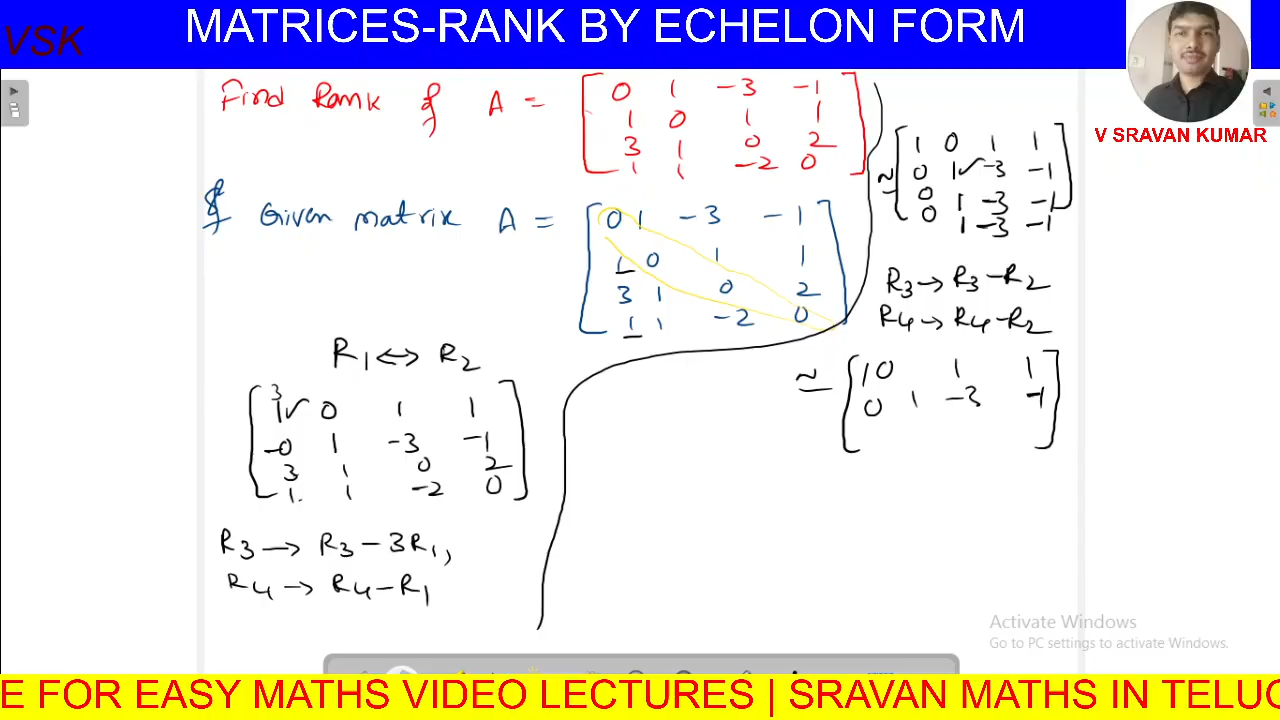 VSK
MATRICES-RANK BY ECHELON FORM
V SRAVAN KUMAR
Find Rank of A =
0 1 -3 -1
1 0 1 1
3 1 0 2
1 1 -2 0
Given matrix A =
0 1 -3 -1
1 0 1 1
3 1 0 2
1 1 -2 0
R1 ↔ R2
3
1✓ 0 1 1
-0 1 -3 -1
3 1 0 2
1 1 -2 0
R3 → R3 - 3R1,
R4 → R4 - R1
≃
1 0 1 1
0 1✓ -3 -1
0 1 -3 -1
0 1 -3 -1
R3 → R3 - R2
R4 → R4 - R2
≃
1 0 1 1
0 1 -3 -1
Activate Windows
Go to PC settings to activate Windows.
E FOR EASY MATHS VIDEO LECTURES | SRAVAN MATHS IN TELUG